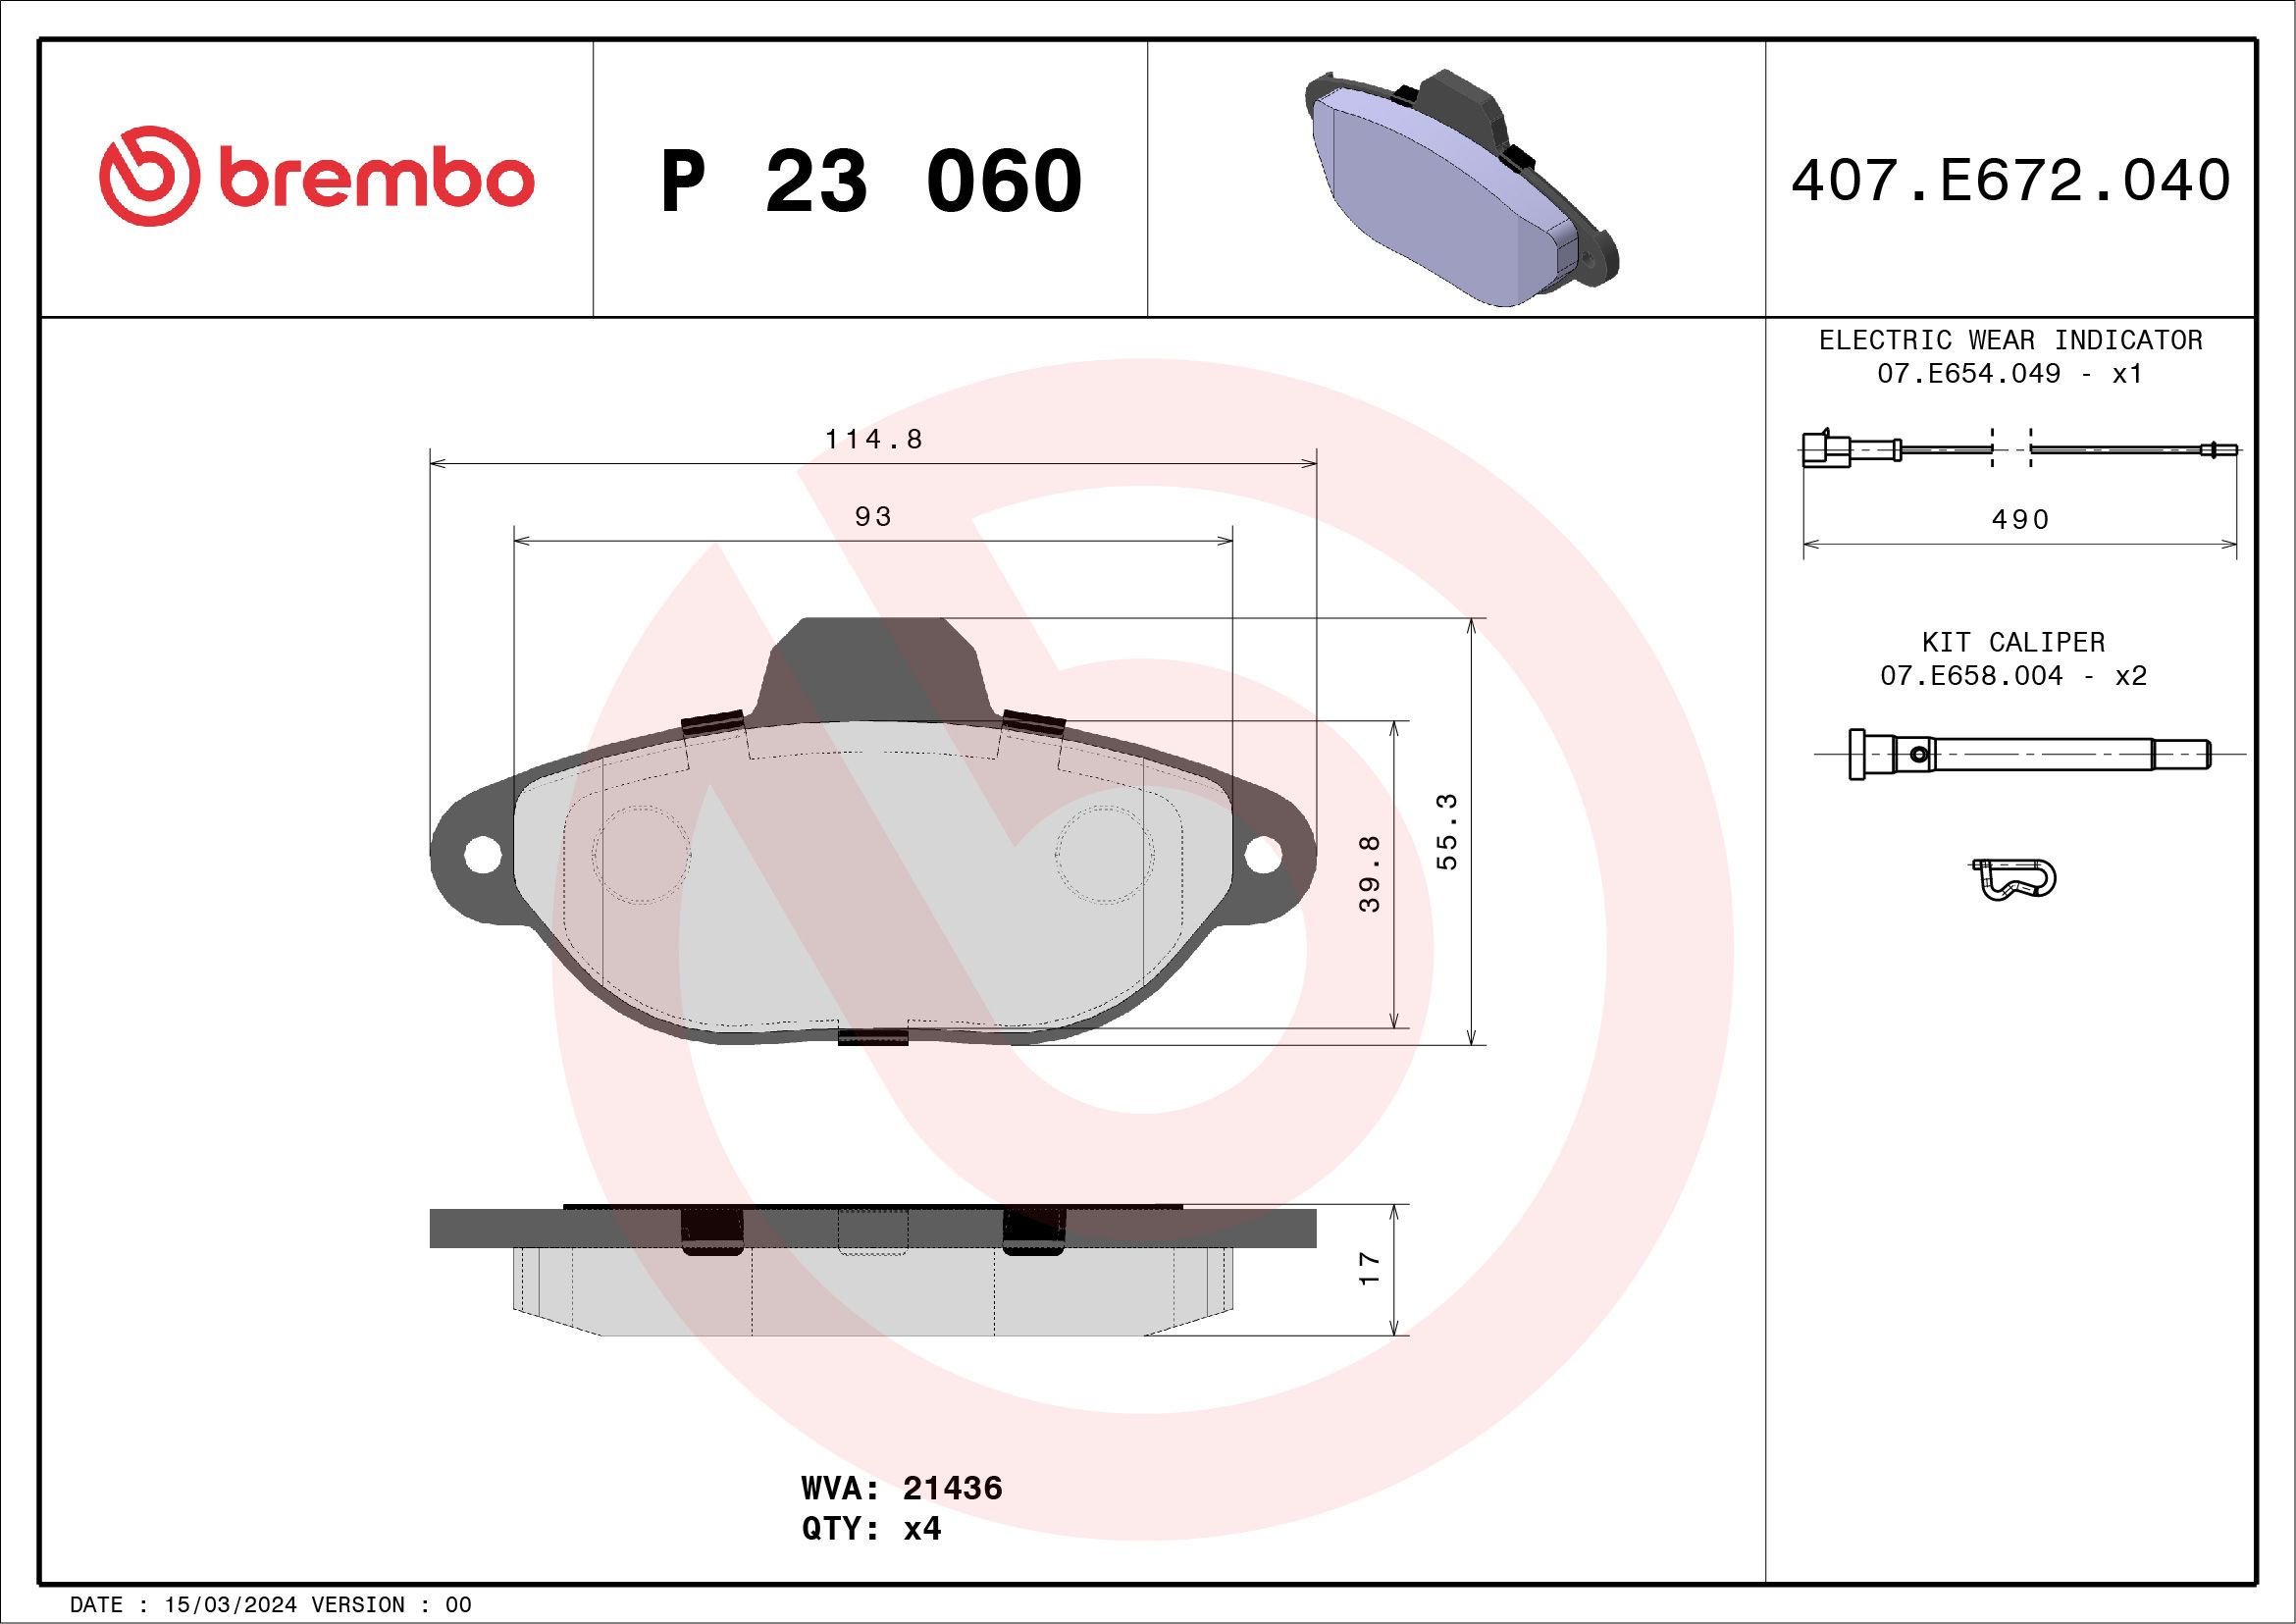 brembo
P 23 060
407.E672.040
ELECTRIC WEAR INDICATOR
07.E654.049 - x1
490
KIT CALIPER
07.E658.004 - x2
114.8
93
39.8
55.3
17
WVA: 21436
QTY: x4
DATE : 15/03/2024 VERSION : 00